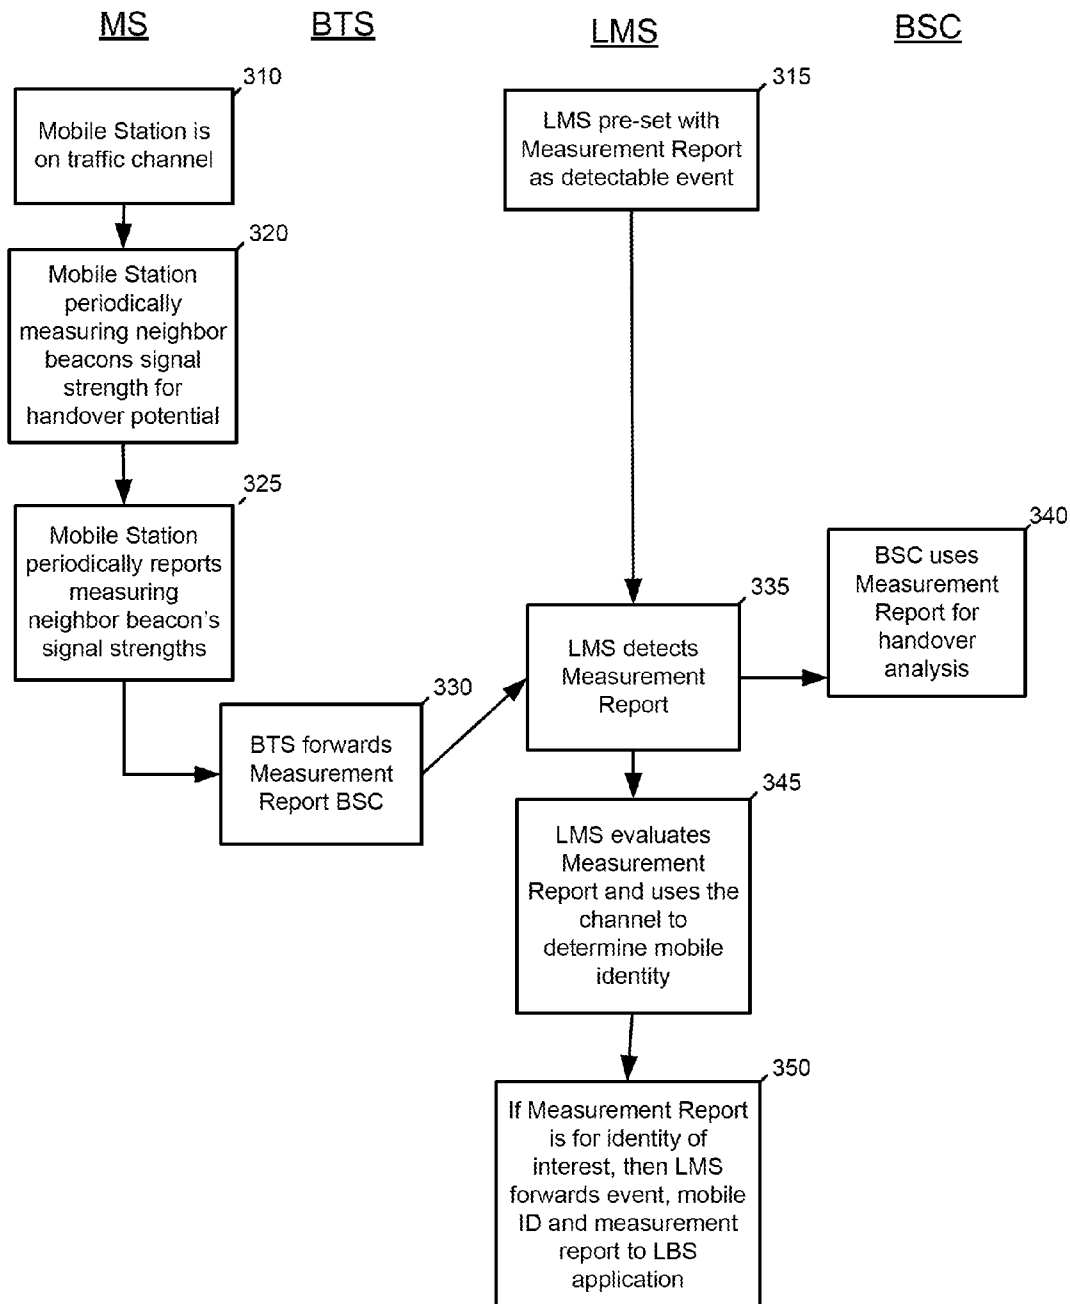 MS
BTS
LMS
BSC
310
Mobile Station is
on traffic channel
315
LMS pre-set with
Measurement Report
as detectable event
320
Mobile Station
periodically
measuring neighbor
beacons signal
strength for
handover potential
325
Mobile Station
periodically reports
measuring
neighbor beacon's
signal strengths
330
BTS forwards
Measurement
Report BSC
335
LMS detects
Measurement
Report
340
BSC uses
Measurement
Report for
handover
analysis
345
LMS evaluates
Measurement
Report and uses the
channel to
determine mobile
identity
350
If Measurement Report
is for identity of
interest, then LMS
forwards event, mobile
ID and measurement
report to LBS
application